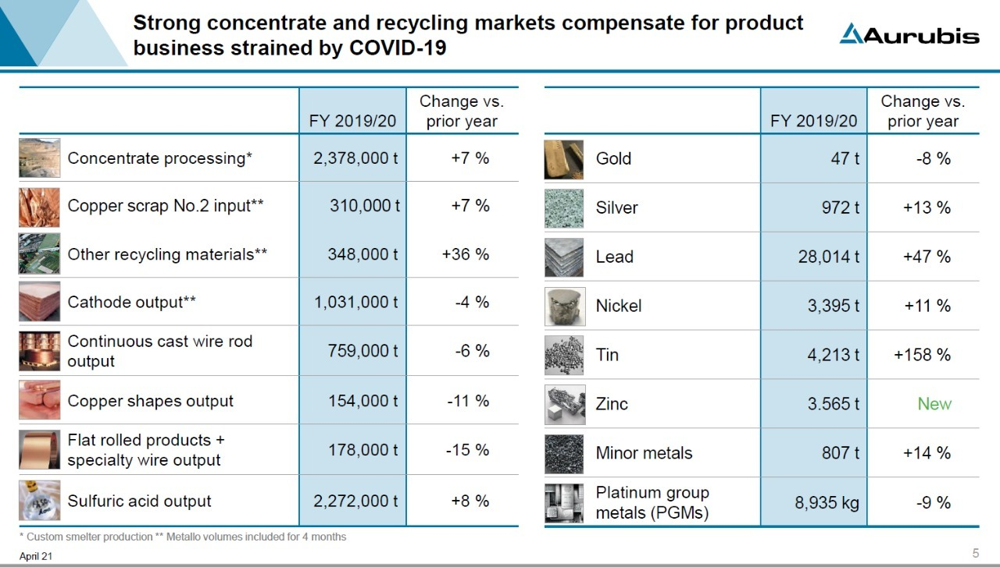 Strong concentrate and recycling markets compensate for product
business strained by COVID-19
Aurubis
FY 2019/20
Change vs.
prior year
Concentrate processing* 2,378,000 t +7 %
Copper scrap No.2 input** 310,000 t +7 %
Other recycling materials** 348,000 t +36 %
Cathode output** 1,031,000 t -4 %
Continuous cast wire rod
output
759,000 t -6 %
Copper shapes output 154,000 t -11 %
Flat rolled products +
specialty wire output
178,000 t -15 %
Sulfuric acid output 2,272,000 t +8 %
FY 2019/20
Change vs.
prior year
Gold 47 t -8 %
Silver 972 t +13 %
Lead 28,014 t +47 %
Nickel 3,395 t +11 %
Tin 4,213 t +158 %
Zinc 3.565 t New
Minor metals 807 t +14 %
Platinum group
metals (PGMs)
8,935 kg -9 %
* Custom smelter production ** Metallo volumes included for 4 months
April 21
5